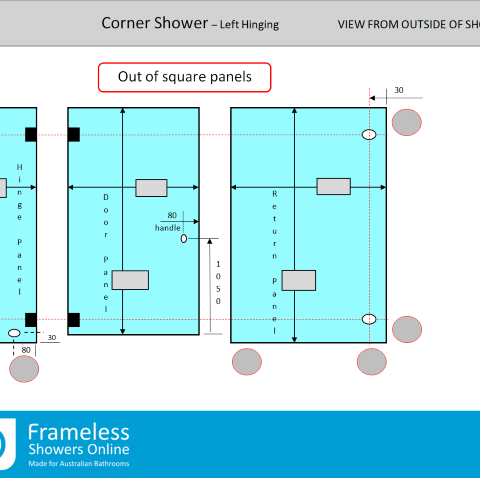 Corner Shower – Left Hinging
VIEW FROM OUTSIDE OF SH
Out of square panels
30
Hinge Panel
Door Panel
80
handle
1050
Return Panel
30
80
Frameless
Showers Online
Made for Australian Bathrooms